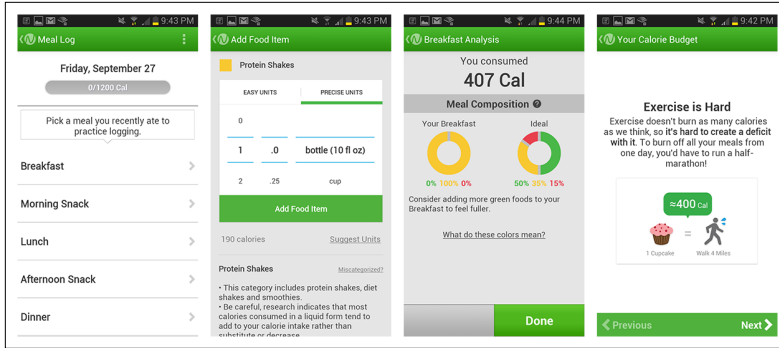 9:43 PM
Meal Log
Friday, September 27
0/1200 Cal
Pick a meal you recently ate to
practice logging.
Breakfast
Morning Snack
Lunch
Afternoon Snack
Dinner
9:43 PM
Add Food Item
Protein Shakes
EASY UNITS PRECISE UNITS
0
1 .0 bottle (10 fl oz)
2 .25 cup
Add Food Item
190 calories Suggest Units
Protein Shakes Miscategorized?
• This category includes protein shakes, diet
shakes and smoothies.
• Be careful, research indicates that most
calories consumed in a liquid form tend to
add to your calorie intake rather than
substitute or decrease
9:44 PM
Breakfast Analysis
You consumed
407 Cal
Meal Composition ?
Your Breakfast Ideal
0% 100% 0% 50% 35% 15%
Consider adding more green foods to your
Breakfast to feel fuller.
What do these colors mean?
Done
9:42 PM
Your Calorie Budget
Exercise is Hard
Exercise doesn't burn as many calories
as we think, so it's hard to create a deficit
with it. To burn off all your meals from
one day, you'd have to run a half-
marathon!
≈400 Cal
=
1 Cupcake Walk 4 Miles
Previous Next